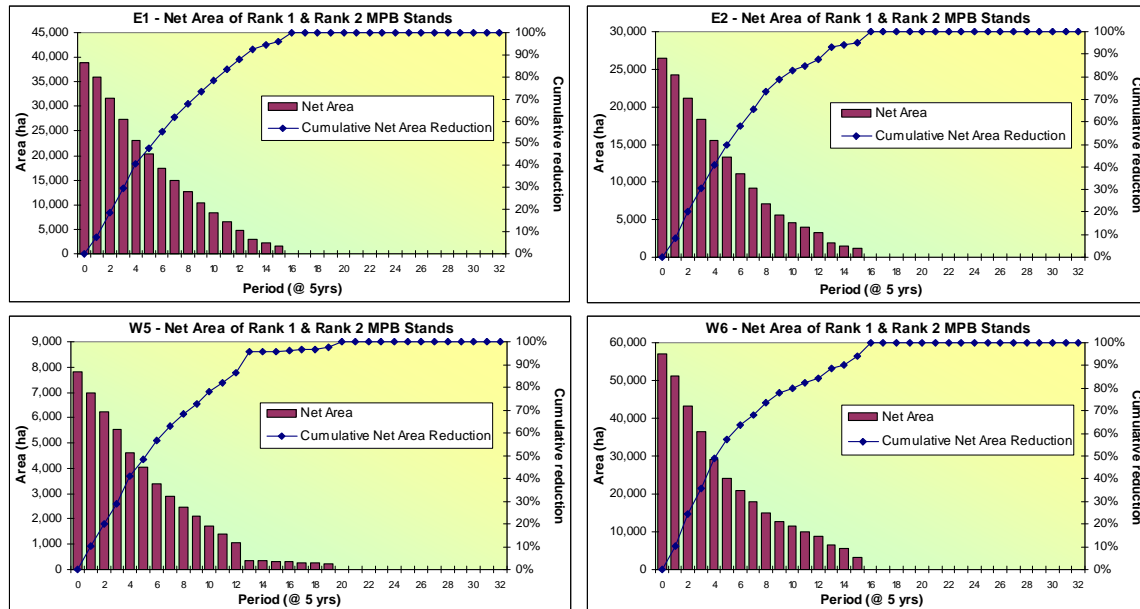 E1 - Net Area of Rank 1 & Rank 2 MPB Stands
45,000
40,000
35,000
30,000
25,000
20,000
15,000
10,000
5,000
0
Area (ha)
100%
90%
80%
70%
60%
50%
40%
30%
20%
10%
0%
Cumulative reduction
Net Area
Cumulative Net Area Reduction
0 2 4 6 8 10 12 14 16 18 20 22 24 26 28 30 32
Period (@ 5yrs)
E2 - Net Area of Rank 1 & Rank 2 MPB Stands
30,000
25,000
20,000
15,000
10,000
5,000
0
Area (ha)
100%
90%
80%
70%
60%
50%
40%
30%
20%
10%
0%
Cumulative reduction
Net Area
Cumulative Net Area Reduction
0 2 4 6 8 10 12 14 16 18 20 22 24 26 28 30 32
Period (@ 5 yrs)
W5 - Net Area of Rank 1 & Rank 2 MPB Stands
9,000
8,000
7,000
6,000
5,000
4,000
3,000
2,000
1,000
0
Area (ha)
100%
90%
80%
70%
60%
50%
40%
30%
20%
10%
0%
Cumulative reduction
Net Area
Cumulative Net Area Reduction
0 2 4 6 8 10 12 14 16 18 20 22 24 26 28 30 32
Period (@ 5 yrs)
W6 - Net Area of Rank 1 & Rank 2 MPB Stands
60,000
50,000
40,000
30,000
20,000
10,000
0
Area (ha)
100%
90%
80%
70%
60%
50%
40%
30%
20%
10%
0%
Cumulative reduction
Net Area
Cumulative Net Area Reduction
0 2 4 6 8 10 12 14 16 18 20 22 24 26 28 30 32
Period (@ 5 yrs)